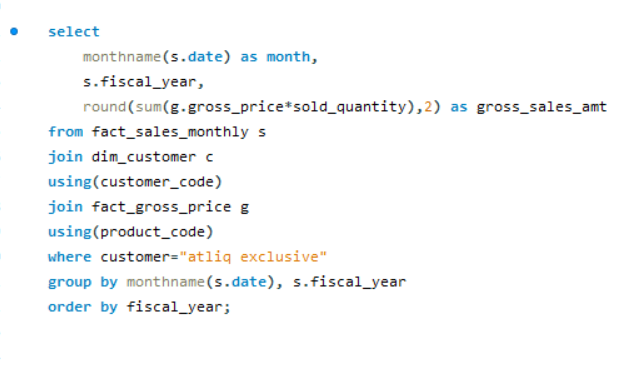 select
monthname(s.date) as month,
s.fiscal_year,
round(sum(g.gross_price*sold_quantity),2) as gross_sales_amt
from fact_sales_monthly s
join dim_customer c
using(customer_code)
join fact_gross_price g
using(product_code)
where customer="atliq exclusive"
group by monthname(s.date), s.fiscal_year
order by fiscal_year;